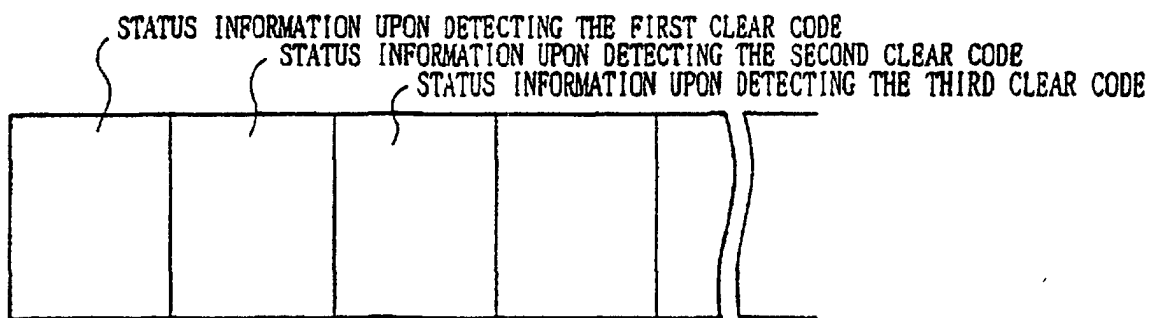 STATUS INFORMATION UPON DETECTING THE FIRST CLEAR CODE
STATUS INFORMATION UPON DETECTING THE SECOND CLEAR CODE
STATUS INFORMATION UPON DETECTING THE THIRD CLEAR CODE